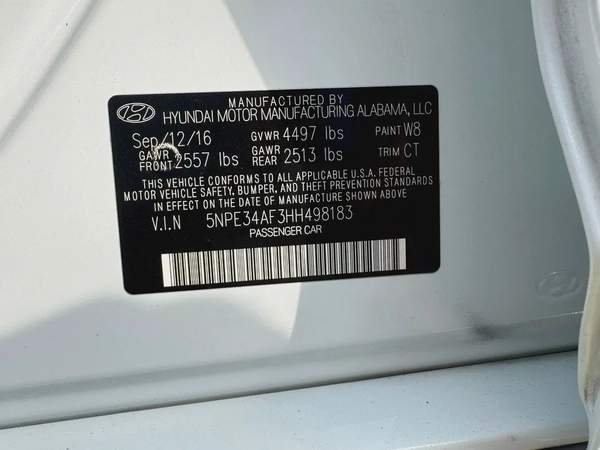 MANUFACTURED BY
HYUNDAI MOTOR MANUFACTURING ALABAMA, LLC
Sep/12/16 GVWR 4497 lbs PAINT W8
GAWR FRONT 2557 lbs GAWR REAR 2513 lbs TRIM CT
THIS VEHICLE CONFORMS TO ALL APPLICABLE U.S.A. FEDERAL
MOTOR VEHICLE SAFETY, BUMPER, AND THEFT PREVENTION STANDARDS
IN EFFECT ON THE DATE OF MANUFACTURE SHOWN ABOVE.
V.I.N 5NPE34AF3HH498183
PASSENGER CAR